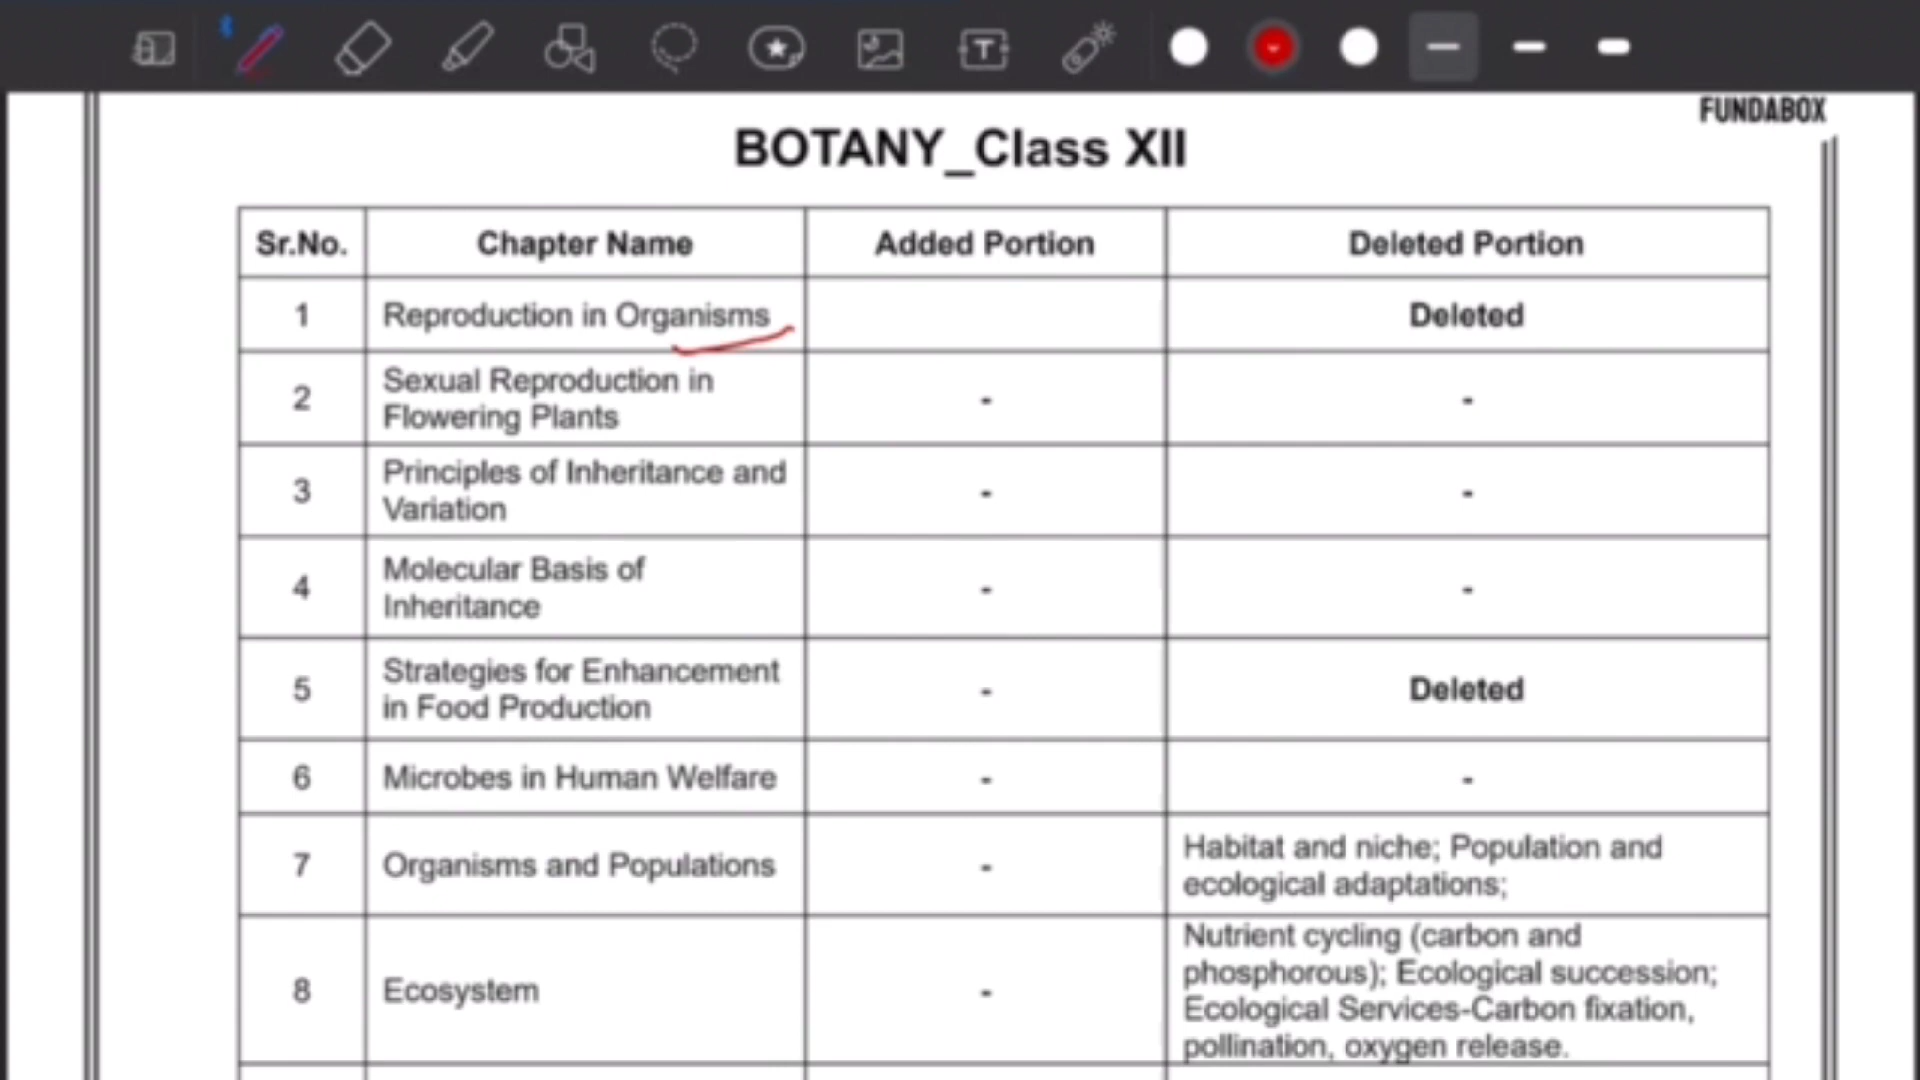 FUNDABOX
BOTANY_Class XII
Sr.No. Chapter Name Added Portion Deleted Portion
1 Reproduction in Organisms Deleted
2 Sexual Reproduction in
Flowering Plants - -
3 Principles of Inheritance and
Variation - -
4 Molecular Basis of
Inheritance - -
5 Strategies for Enhancement
in Food Production - Deleted
6 Microbes in Human Welfare - -
7 Organisms and Populations - Habitat and niche; Population and
ecological adaptations;
8 Ecosystem - Nutrient cycling (carbon and
phosphorous); Ecological succession;
Ecological Services-Carbon fixation,
pollination, oxygen release.